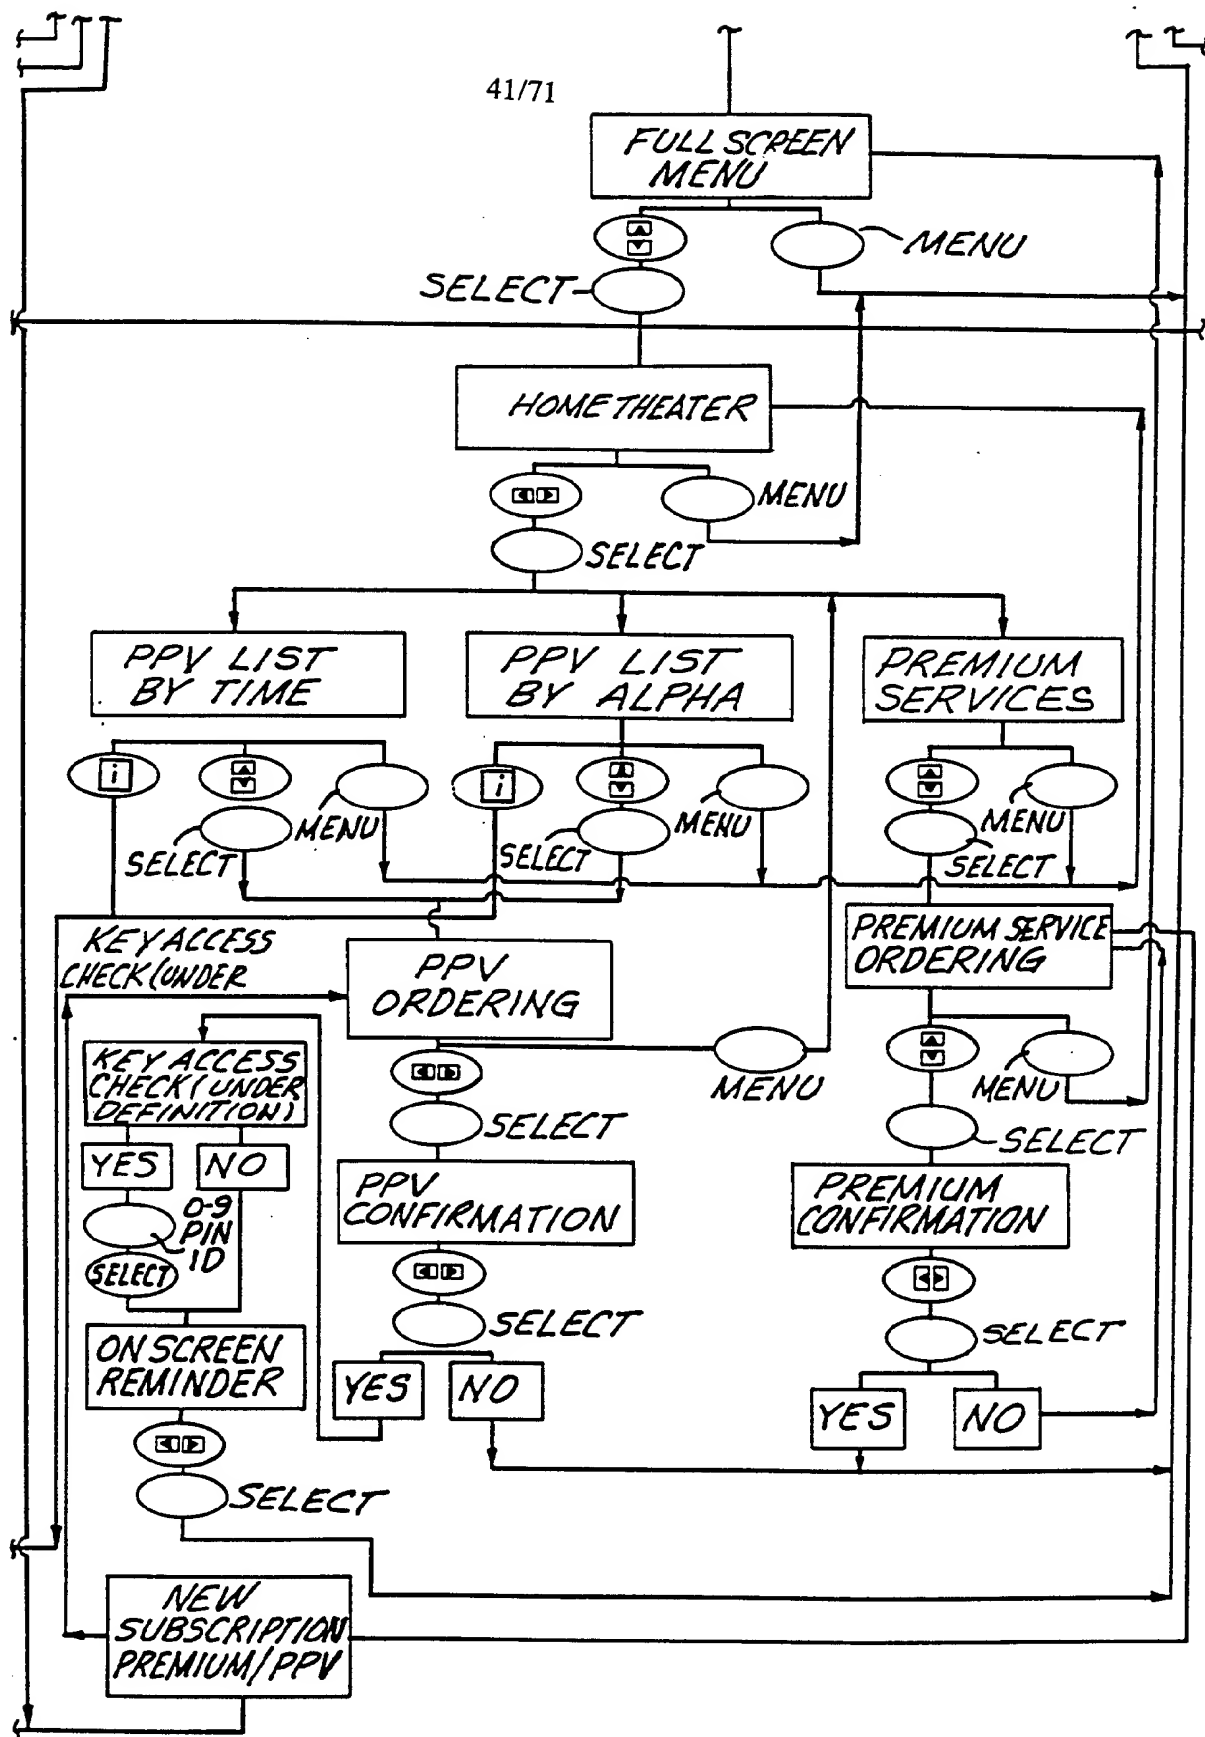 41/71
FULL SCREEN
MENU
MENU
SELECT
HOME THEATER
MENU
SELECT
PPV LIST
BY TIME
PPV LIST
BY ALPHA
PREMIUM
SERVICES
i
MENU
SELECT
i
MENU
SELECT
MENU
SELECT
KEY ACCESS
CHECK (UNDER
PPV
ORDERING
PREMIUM SERVICE
ORDERING
KEY ACCESS
CHECK (UNDER
DEFINITION)
MENU
MENU
SELECT
SELECT
YES
NO
PPV
CONFIRMATION
PREMIUM
CONFIRMATION
0-9
PIN
ID
SELECT
SELECT
SELECT
ON SCREEN
REMINDER
YES
NO
YES
NO
SELECT
NEW
SUBSCRIPTION
PREMIUM/PPV